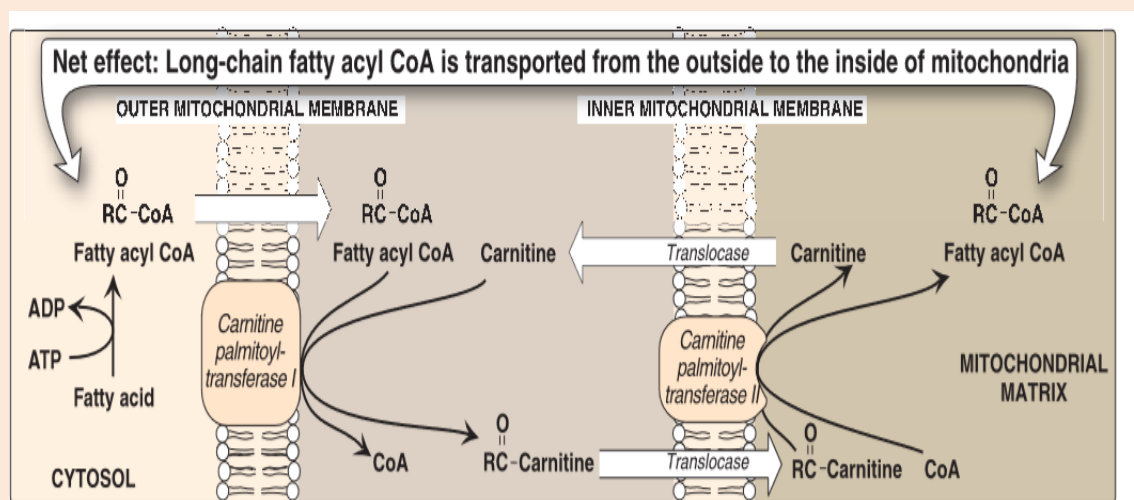 Net effect: Long-chain fatty acyl CoA is transported from the outside to the inside of mitochondria
OUTER MITOCHONDRIAL MEMBRANE
INNER MITOCHONDRIAL MEMBRANE
O
RC-CoA
Fatty acyl CoA
O
RC-CoA
Fatty acyl CoA
Carnitine
Translocase
Carnitine
O
RC-CoA
Fatty acyl CoA
ADP
ATP
Fatty acid
Carnitine
palmitoyl-
transferase I
Carnitine
palmitoyl-
transferase II
MITOCHONDRIAL
MATRIX
CoA
O
RC-Carnitine
Translocase
O
RC-Carnitine
CoA
CYTOSOL